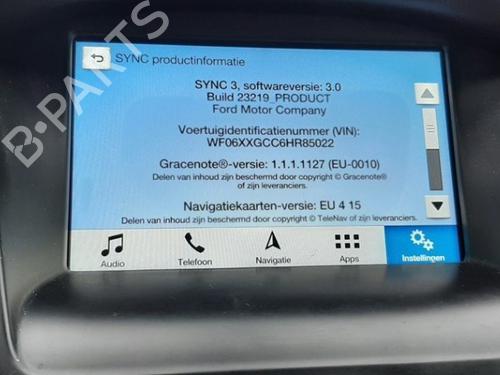 SYNC productinformatie
SYNC 3, softwareversie: 3.0
Build 23219_PRODUCT
Ford Motor Company
Voertuigidentificatienummer (VIN):
WF06XXGCC6HR85022
Gracenote®-versie: 1.1.1.1127 (EU-0010)
Delen van inhoud zijn beschermd door copyright © Gracenote®
of zijn leveranciers.
Navigatiekaarten-versie: EU 4 15
Delen van inhoud zijn beschermd door copyright © TeleNav of zijn leveranciers.
Audio
Telefoon
Navigatie
Apps
Instellingen